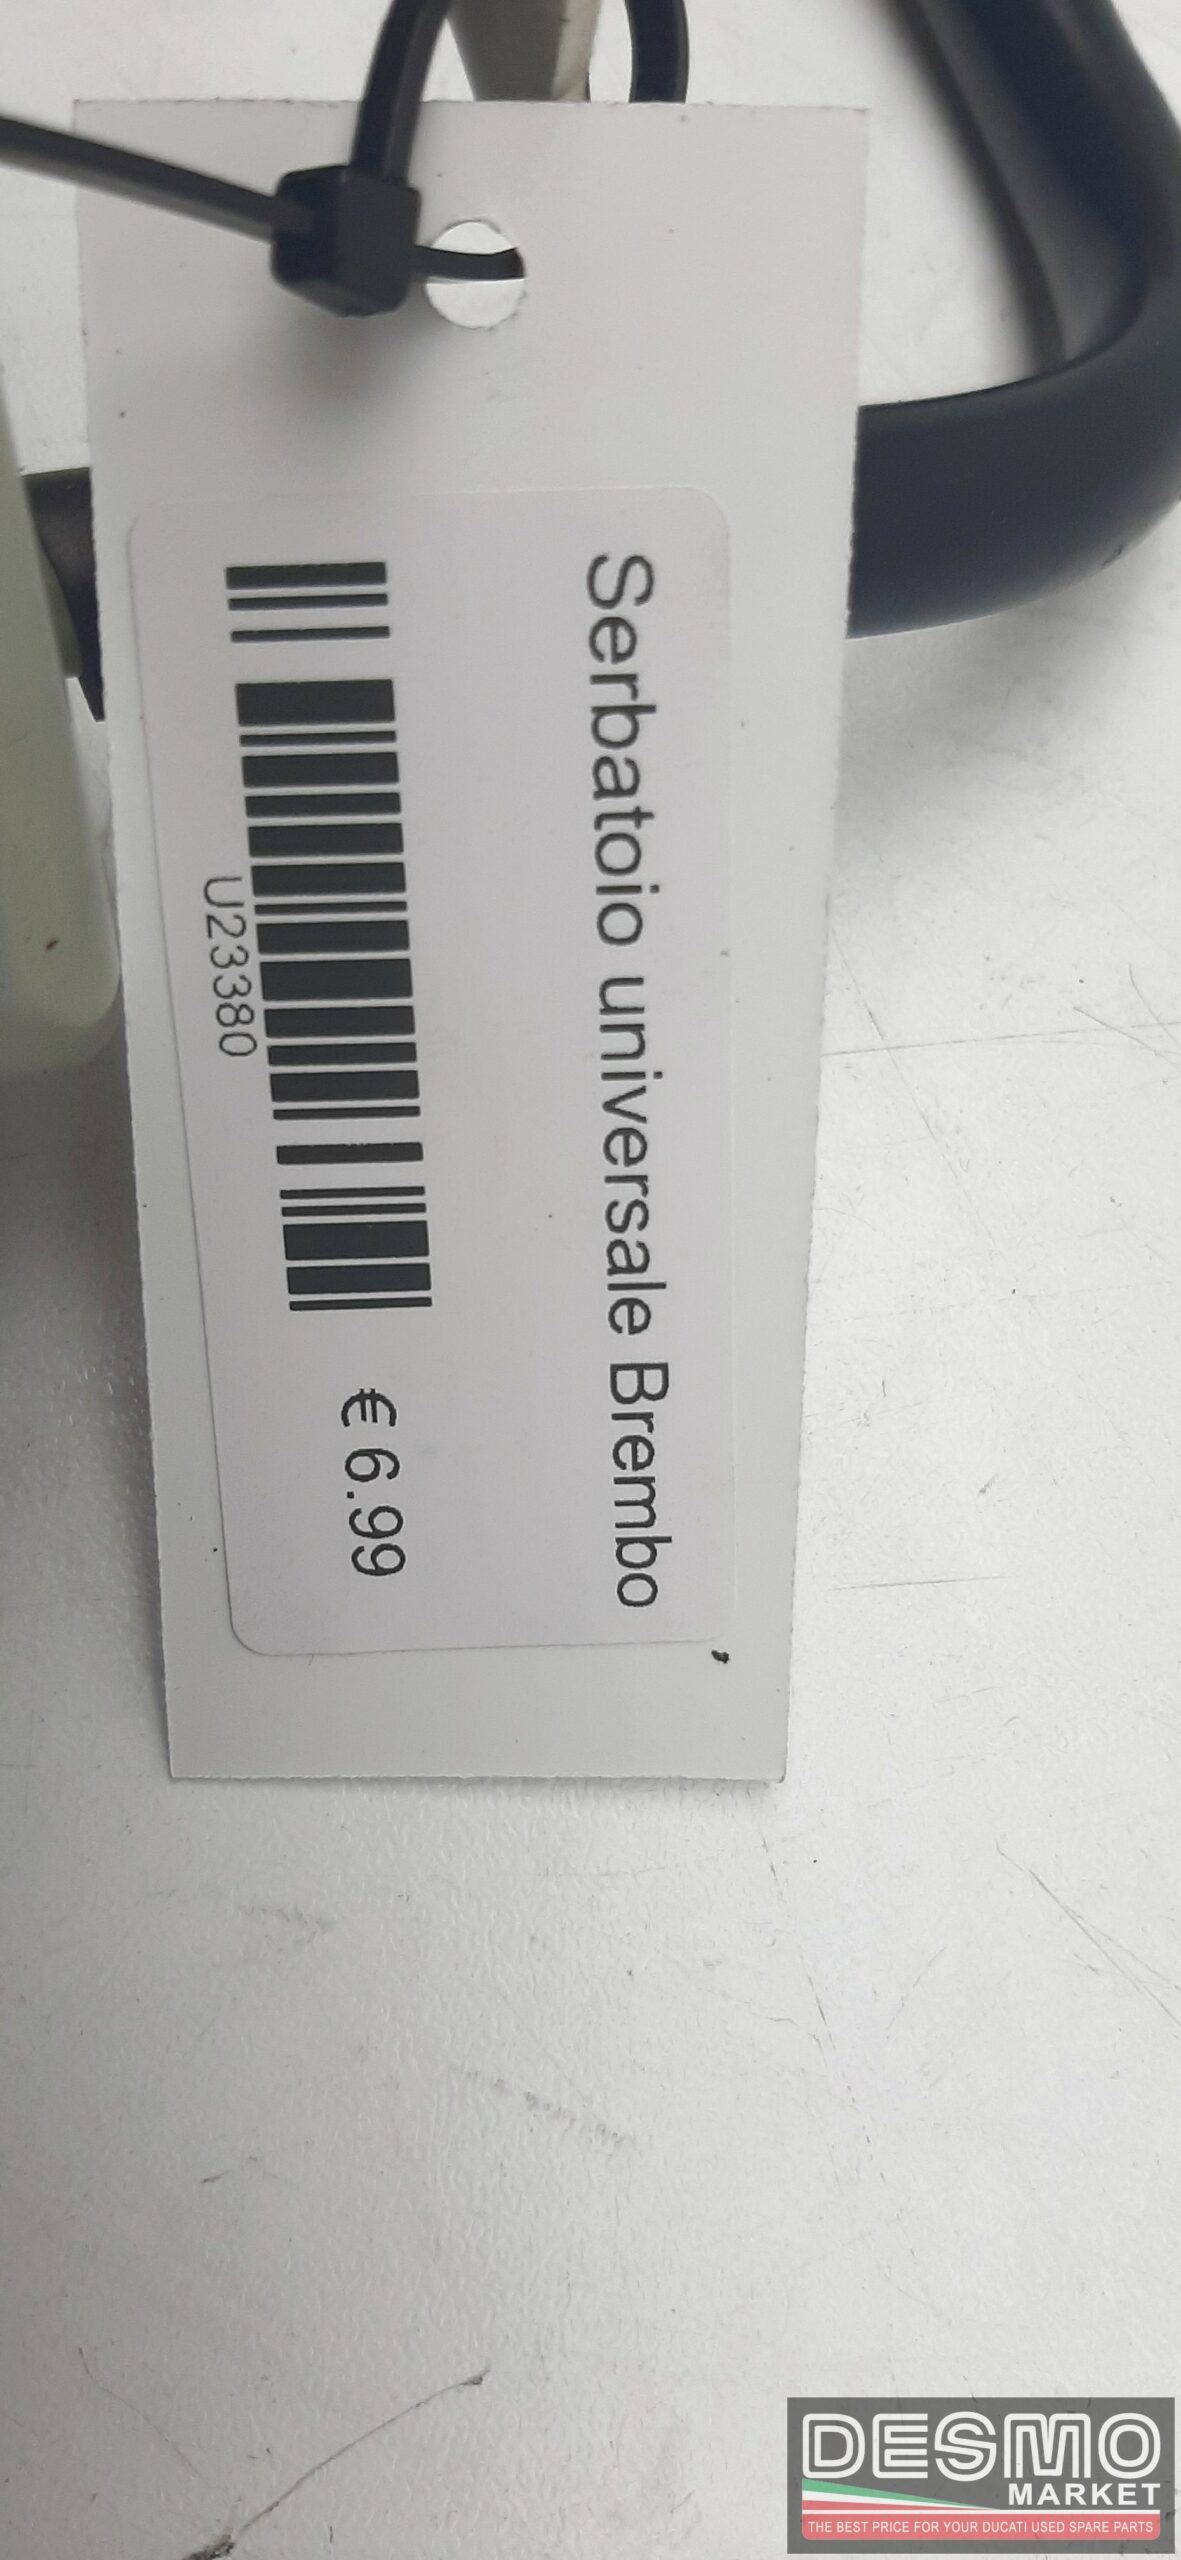 Serbatoio universale Brembo
€ 6.99
U23380
DESMO
MARKET
THE BEST PRICE FOR YOUR DUCATI USED SPARE PARTS